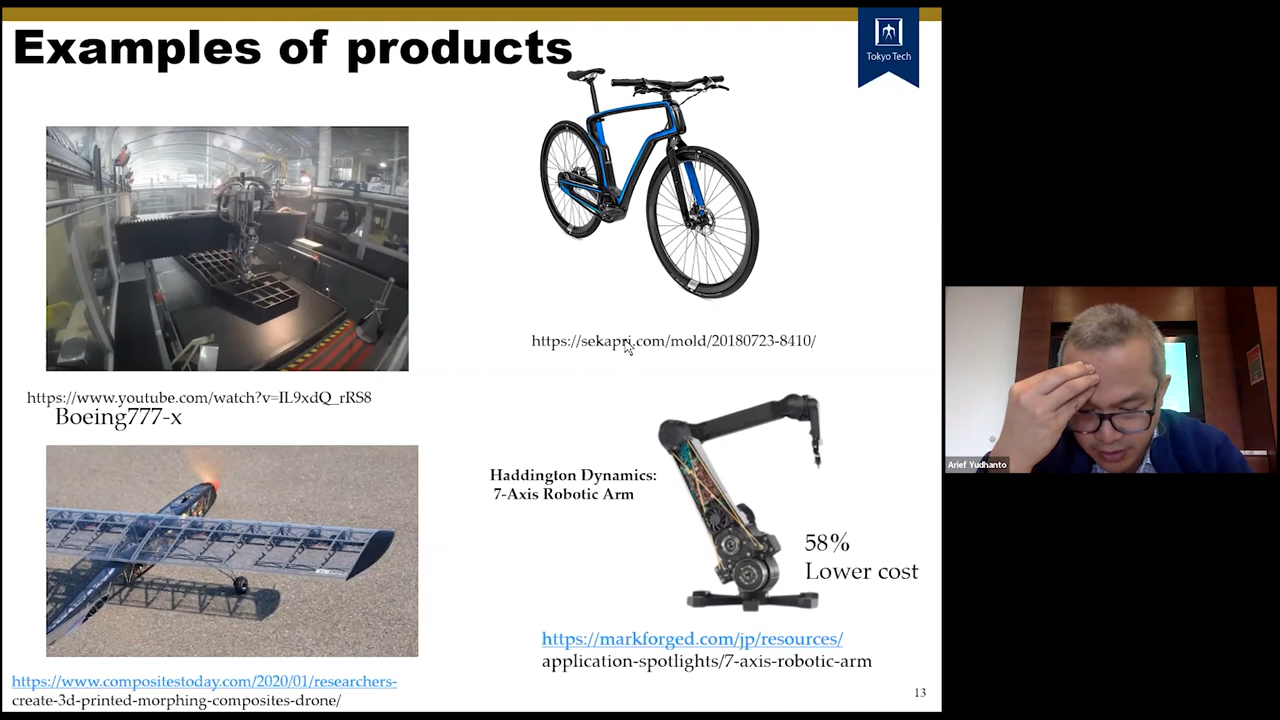 Examples of products
Tokyo Tech
https://sekapri.com/mold/20180723-8410/
https://www.youtube.com/watch?v=IL9xdQ_rRS8
Boeing777-x
Haddington Dynamics:
7-Axis Robotic Arm
58%
Lower cost
https://markforged.com/jp/resources/
application-spotlights/7-axis-robotic-arm
https://www.compositestoday.com/2020/01/researchers-
create-3d-printed-morphing-composites-drone/
13
Arief Yudhanto